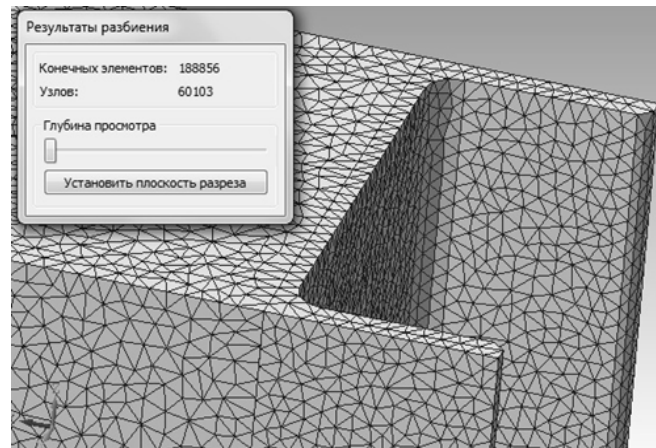 Результаты разбиения
Конечных элементов: 188856
Узлов: 60103
Глубина просмотра
Установить плоскость разреза